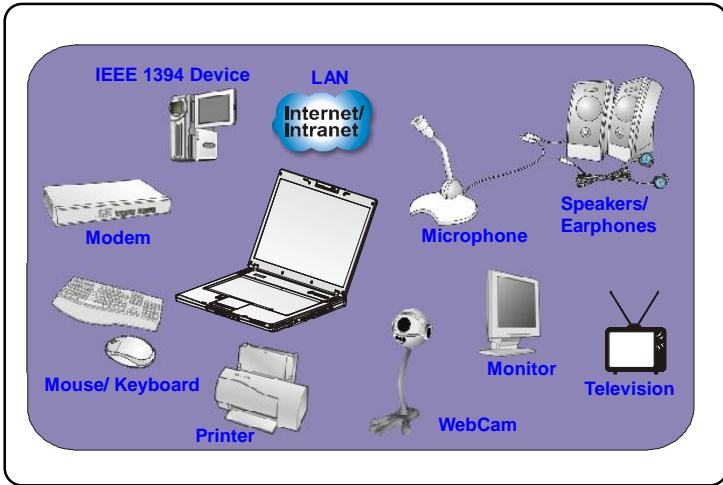 IEEE 1394 Device
LAN
Internet/
Intranet
Modem
Microphone
Speakers/
Earphones
Mouse/ Keyboard
Printer
WebCam
Monitor
Television